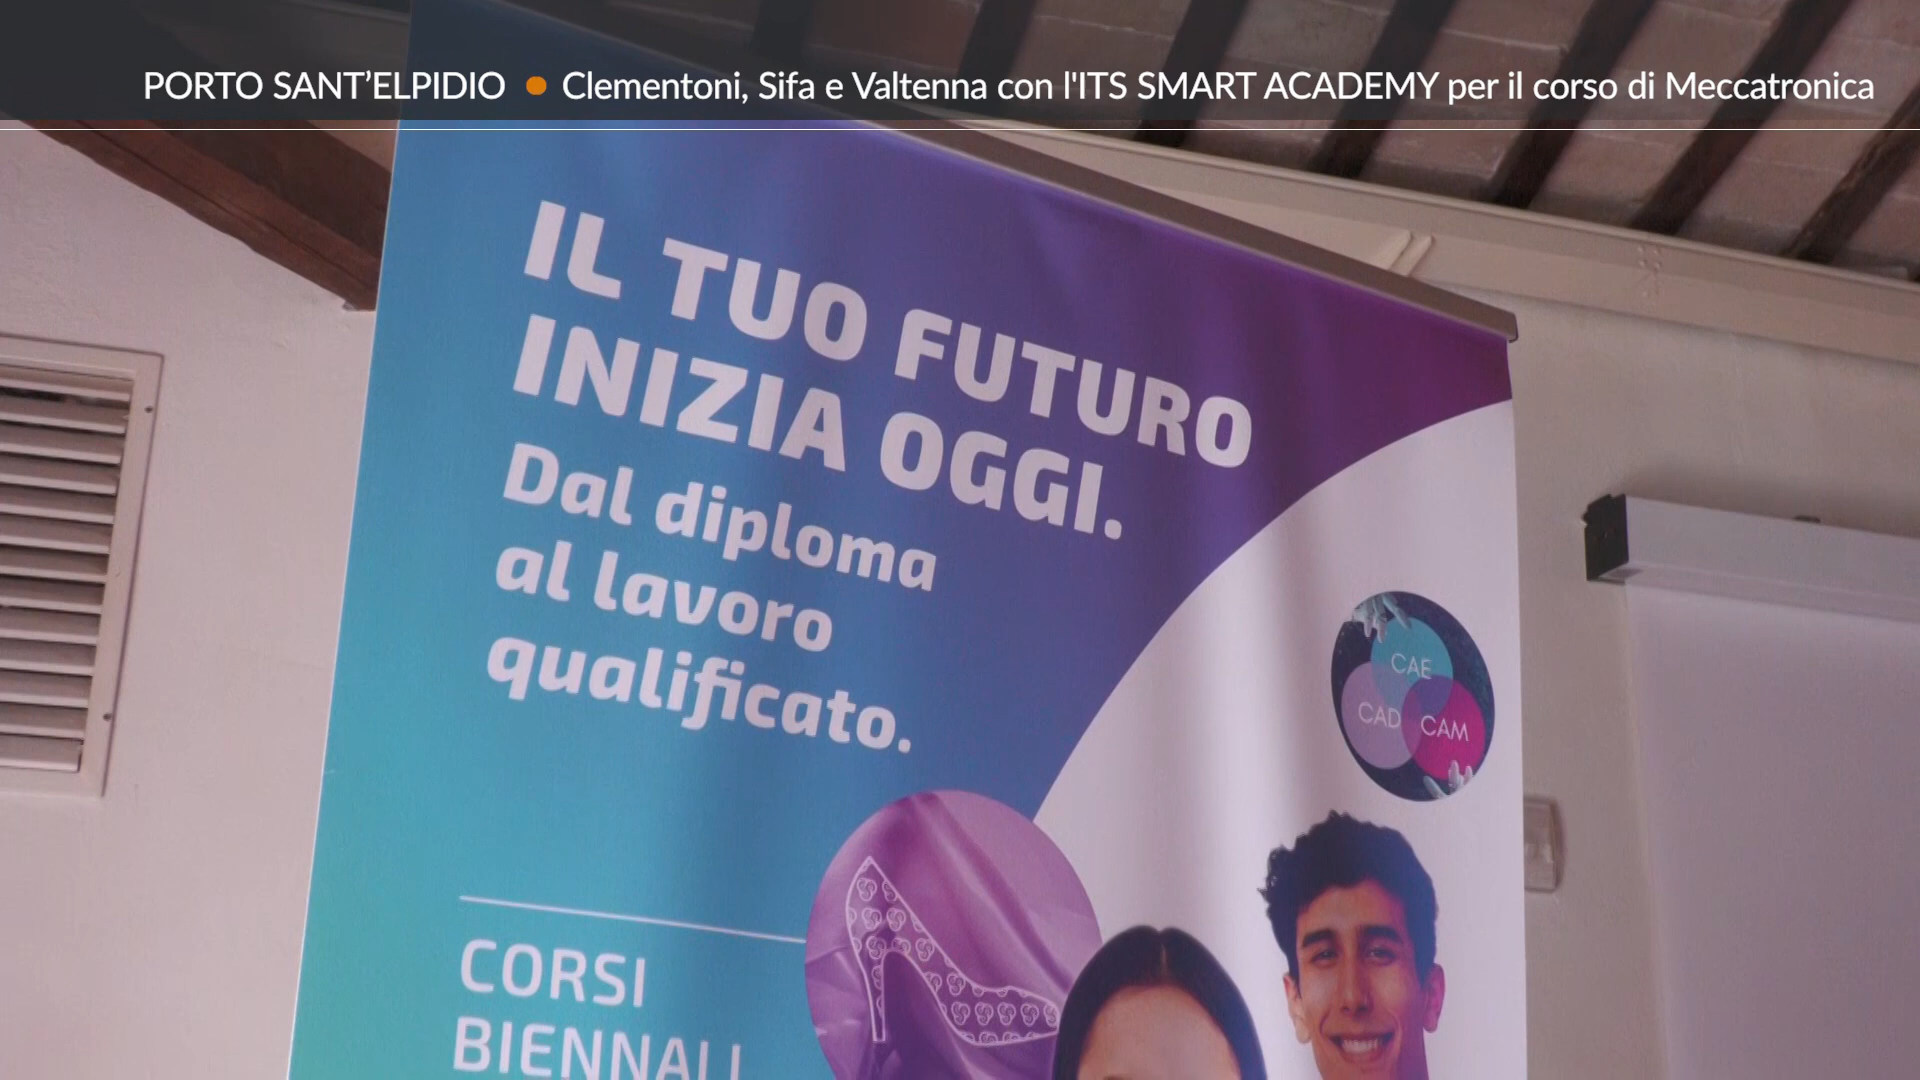 PORTO SANT’ELPIDIO ● Clementoni, Sifa e Valtenna con l'ITS SMART ACADEMY per il corso di Meccatronica
IL TUO FUTURO
INIZIA OGGI.
Dal diploma
al lavoro
qualificato.
CAE
CAD CAM
CORSI
BIENNALI